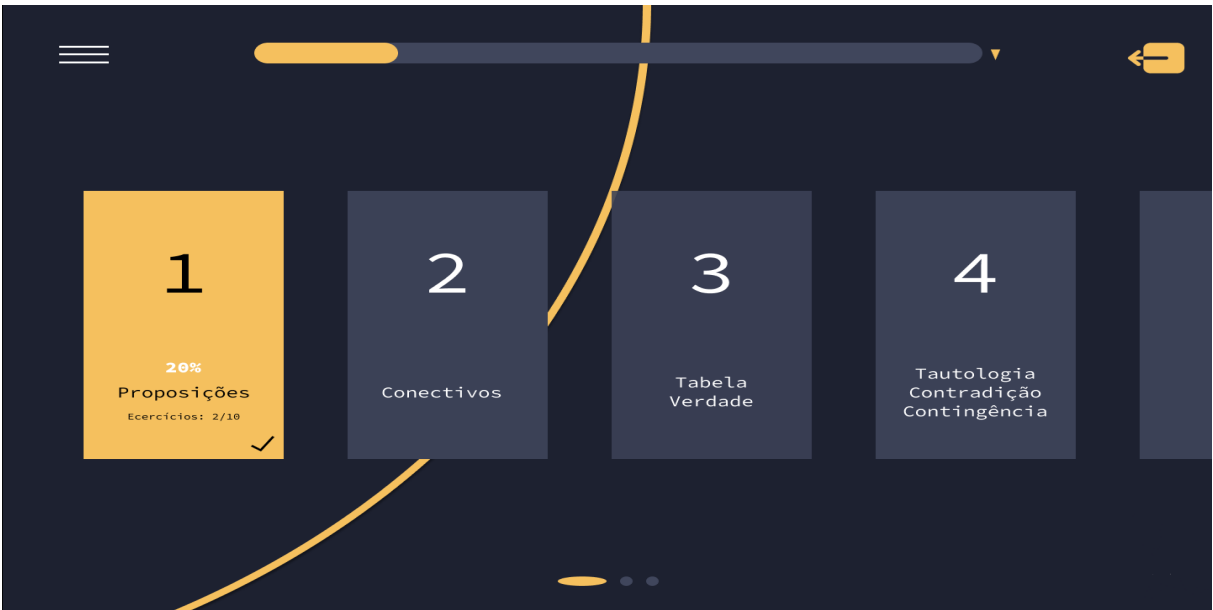 1
20%
Proposições
Ecercícios: 2/10
2
Conectivos
3
Tabela
Verdade
4
Tautologia
Contradição
Contingência